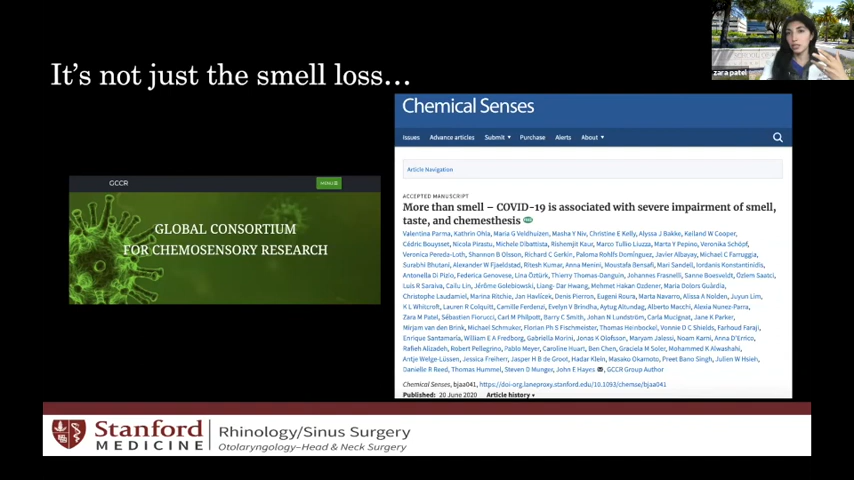 It's not just the smell loss...
zara patel
Chemical Senses
Issues Advance articles Submit ▾ Purchase Alerts About ▾
Article Navigation
ACCEPTED MANUSCRIPT
More than smell – COVID-19 is associated with severe impairment of smell,
taste, and chemesthesis
Valentina Parma, Kathrin Ohla, Maria G Veldhuizen, Masha Y Niv, Christine E Kelly, Alyssa J Bakke, Keiland W Cooper,
Cédric Bouysset, Nicola Pirastu, Michele Dibattista, Rishemjit Kaur, Marco Tullio Liuzza, Marta Y Pepino, Veronika Schöpf,
Veronica Pereda-Loth, Shannon B Olsson, Richard C Gerkin, Paloma Rohlfs Domínguez, Javier Albayay, Michael C Farruggia,
Surabhi Bhutani, Alexander W Fjaeldstad, Ritesh Kumar, Anna Menini, Moustafa Bensafi, Mari Sandell, Iordanis Konstantinidis,
Antonella Di Pizio, Federica Genovese, Lina Öztürk, Thierry Thomas-Danguin, Johannes Frasnelli, Sanne Boesveldt, Özlem Saatci,
Luis R Saraiva, Cailu Lin, Jérôme Golebiowski, Liang-Dar Hwang, Mehmet Hakan Ozdener, Maria Dolors Guàrdia,
Christophe Laudamiel, Marina Ritchie, Jan Havlícek, Denis Pierron, Eugeni Roura, Marta Navarro, Alissa A Nolden, Juyun Lim,
K L Whitcroft, Lauren R Colquitt, Camille Ferdenzi, Evelyn V Brindha, Aytug Altundag, Alberto Macchi, Alexia Nunez-Parra,
Zara M Patel, Sébastien Fiorucci, Carl M Philpott, Barry C Smith, Johan N Lundström, Carla Mucignat, Jane K Parker,
Mirjam van den Brink, Michael Schmuker, Florian Ph S Fischmeister, Thomas Heinbockel, Vonnie D C Shields, Farhoud Faraji,
Enrique Santamaría, William E A Fredborg, Gabriella Morini, Jonas K Olofsson, Maryam Jalessi, Noam Karni, Anna D'Errico,
Rafieh Alizadeh, Robert Pellegrino, Pablo Meyer, Caroline Huart, Ben Chen, Graciela M Soler, Mohammed K Alwashahi,
Antje Welge-Lüssen, Jessica Freiherr, Jasper H B de Groot, Hadar Klein, Masako Okamoto, Preet Bano Singh, Julien W Hsieh,
Danielle R Reed, Thomas Hummel, Steven D Munger, John E Hayes, GCCR Group Author
Chemical Senses, bjaa041, https://doi-org.laneproxy.stanford.edu/10.1093/chemse/bjaa041
Published: 20 June 2020 Article history ▾
GCCR MENU
GLOBAL CONSORTIUM
FOR CHEMOSENSORY RESEARCH
Stanford
MEDICINE
Rhinology/Sinus Surgery
Otolaryngology–Head & Neck Surgery